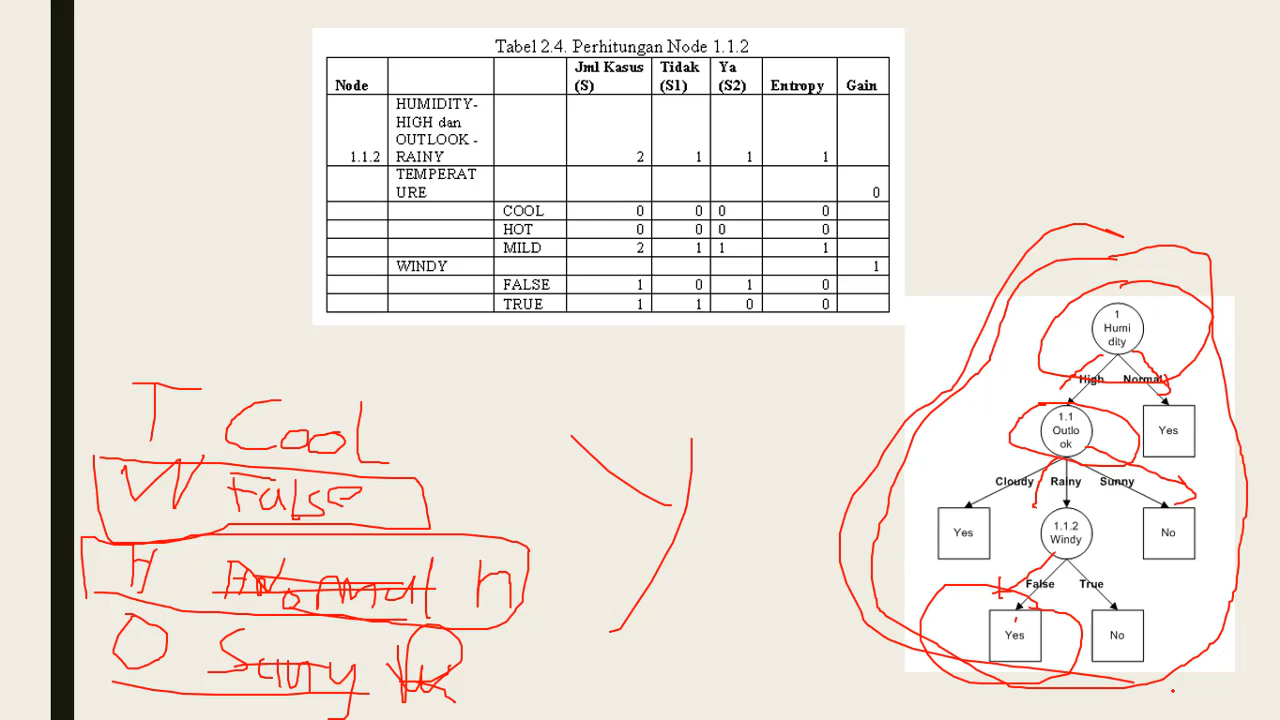 Tabel 2.4. Perhitungan Node 1.1.2
Node Jml Kasus (S) Tidak (S1) Ya (S2) Entropy Gain
1.1.2 HUMIDITY-HIGH dan OUTLOOK - RAINY 2 1 1 1
TEMPERATURE 0
COOL 0 0 0 0
HOT 0 0 0 0
MILD 2 1 1 1
WINDY 1
FALSE 1 0 1 0
TRUE 1 1 0 0
1 Humidity
High Normal
1.1 Outlook
Yes
Cloudy Rainy Sunny
Yes
1.1.2 Windy
No
False True
Yes
No
T Cool
W False
H Normal h
O Sunny
y